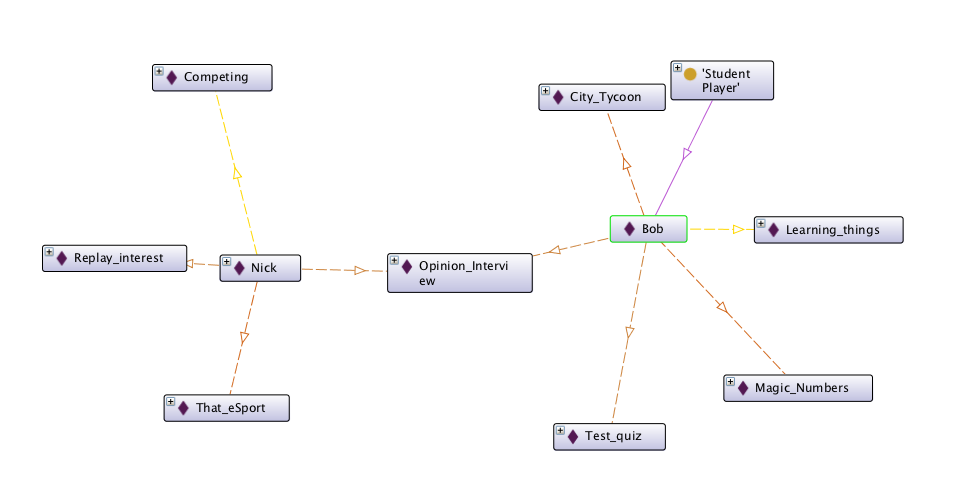 Competing
'Student
Player'
City_Tycoon
Bob
Learning_things
Replay_interest
Nick
Opinion_Intervi
ew
Magic_Numbers
That_eSport
Test_quiz